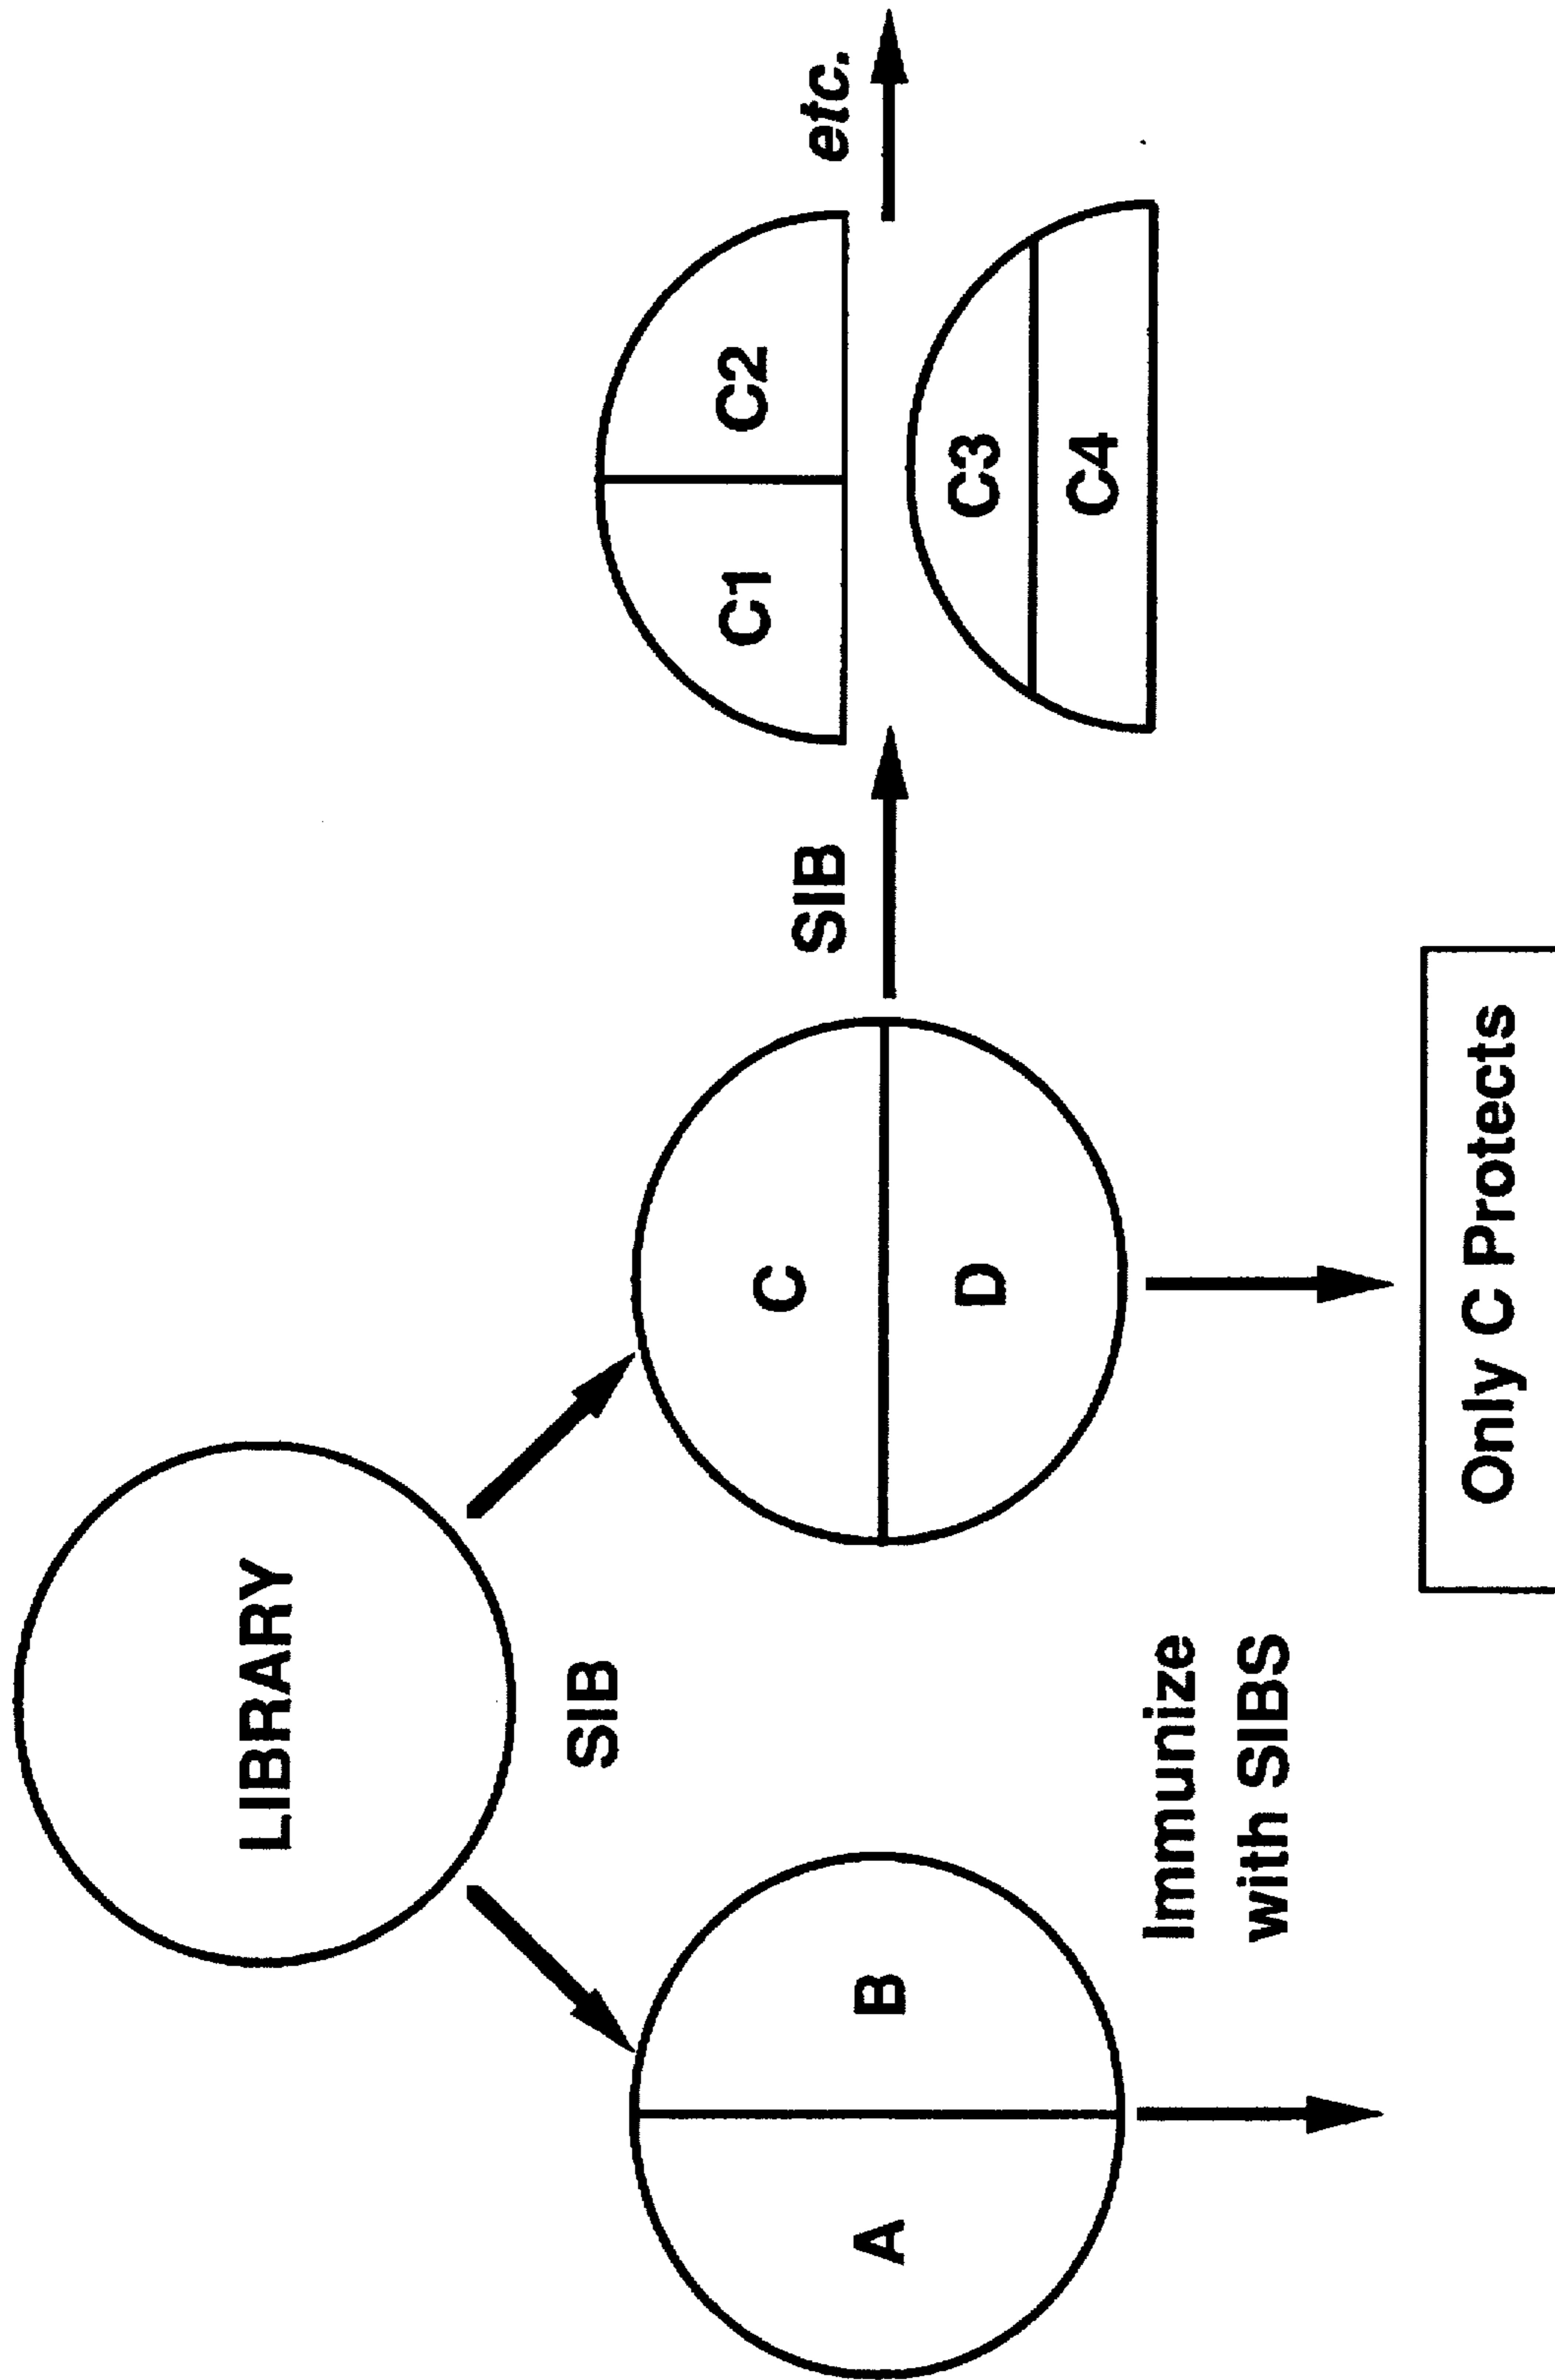 LIBRARY
SIB
A
B
C
D
SIB
C1
C2
C3
C4
etc.
Immunize
with SIBS
Only C Protects